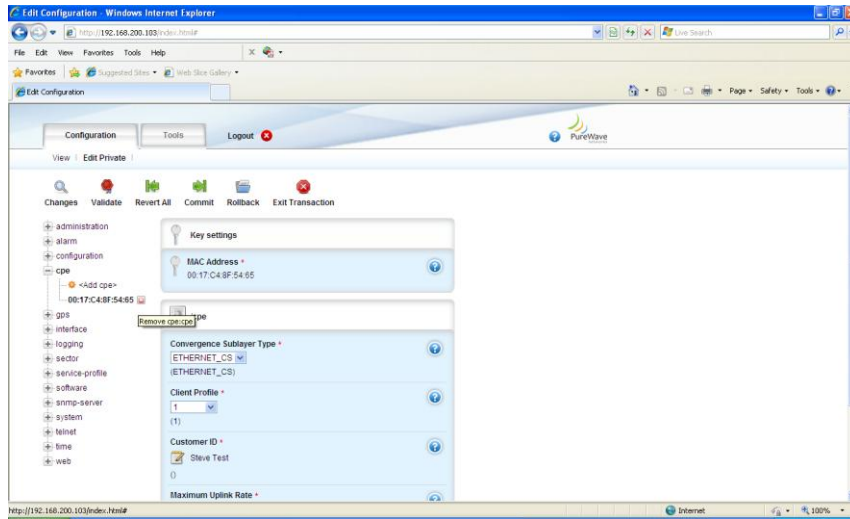 Edit Configuration - Windows Internet Explorer
http://192.168.200.103/index.html#
Live Search
File Edit View Favorites Tools Help
Favorites Suggested Sites Web Slice Gallery
Edit Configuration
Page Safety Tools
Configuration Tools Logout
PureWave
View Edit Private
Changes Validate Revert All Commit Rollback Exit Transaction
administration
alarm
configuration
cpe
<Add cpe>
00:17:C4:8F:54:65
Remove cpe:cpe
gps
interface
logging
sector
service-profile
software
snmp-server
system
telnet
time
web
Key settings
MAC Address *
00:17:C4:8F:54:65
cpe
Convergence Sublayer Type *
ETHERNET_CS
(ETHERNET_CS)
Client Profile *
1
(1)
Customer ID *
Steve Test
()
Maximum Uplink Rate *
http://192.168.200.103/index.html#
Internet
100%